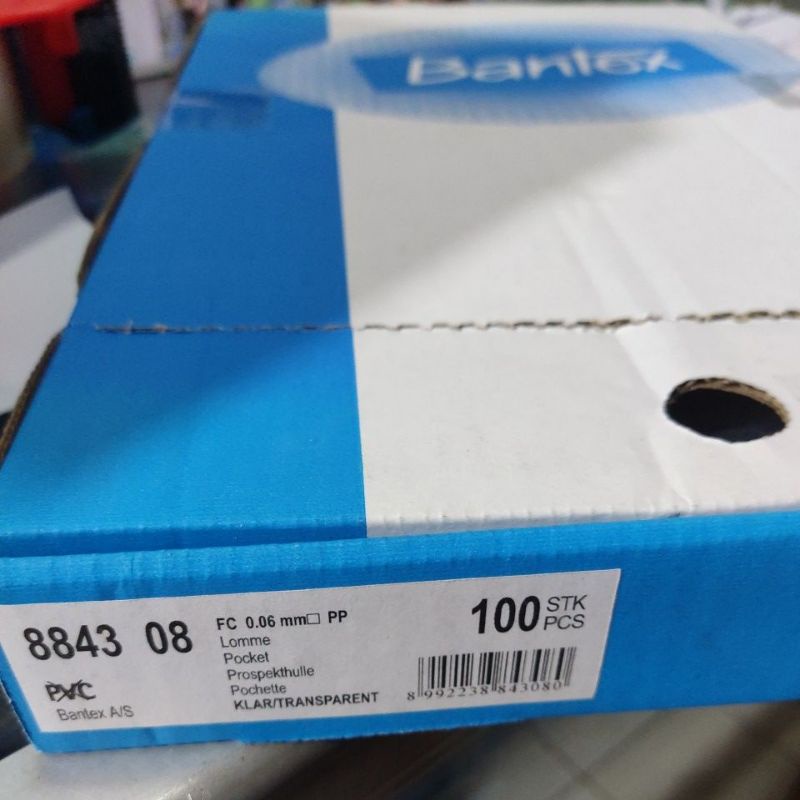 Bantex
8843 08
PVC
Bantex A/S
FC 0.06 mm□ PP
Lomme
Pocket
Prospekthulle
Pochette
KLAR/TRANSPARENT
100 STK
PCS
8 992238 843080